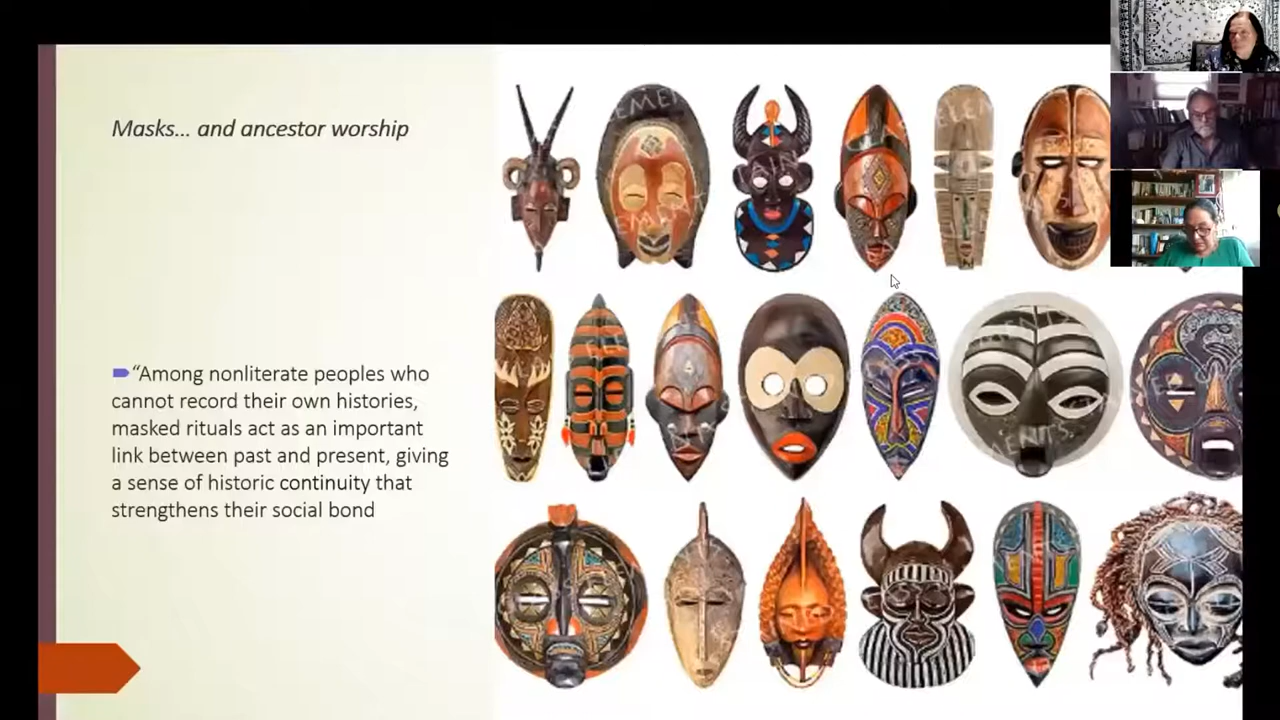 Masks... and ancestor worship
“Among nonliterate peoples who
cannot record their own histories,
masked rituals act as an important
link between past and present, giving
a sense of historic continuity that
strengthens their social bond